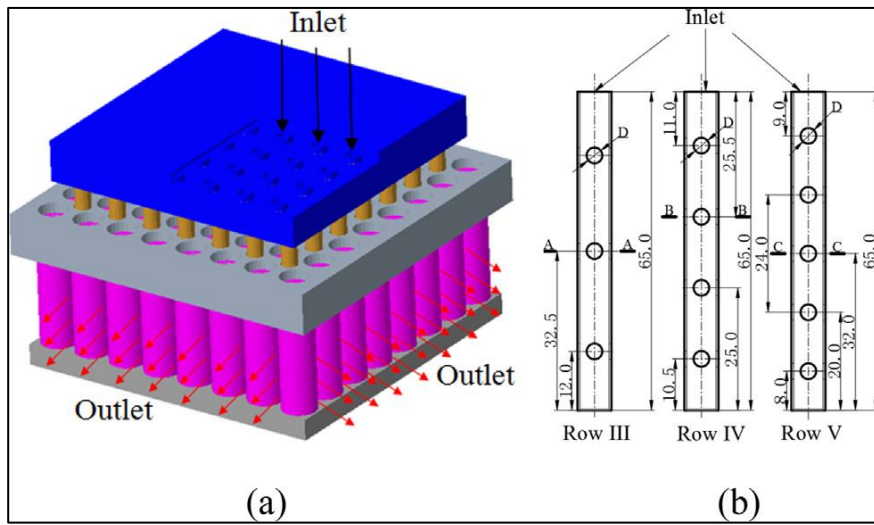 Inlet
Outlet
Outlet
(a)
Inlet
D
A A
32.5
12.0
65.0
Row III
11.0
D
25.5
B B
65.0
25.0
10.5
Row IV
9.0
D
24.0
C C
65.0
20.0
32.0
8.0
Row V
(b)